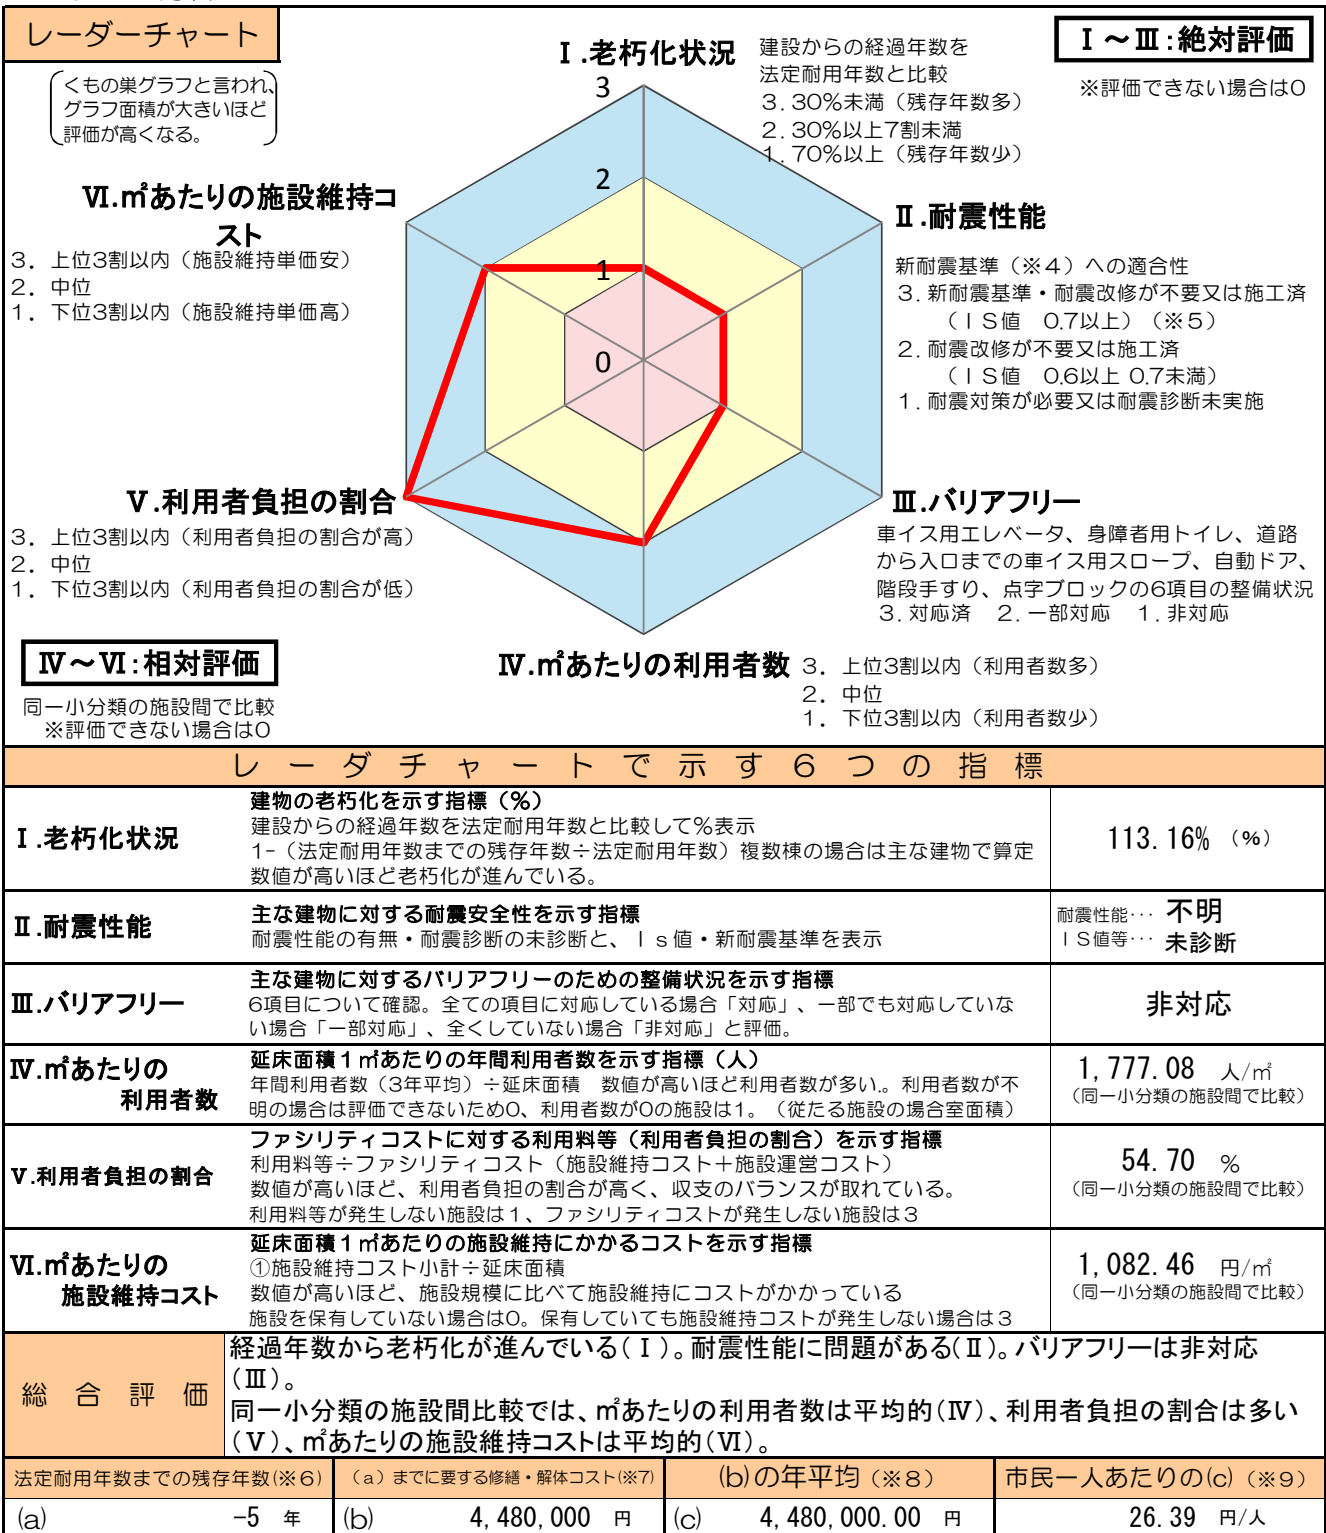 レーダーチャート
くもの巣グラフと言われ、
グラフ面積が大きいほど
評価が高くなる。
Ⅰ～Ⅲ:絶対評価
※評価できない場合は0
Ⅰ.老朽化状況
建設からの経過年数を
法定耐用年数と比較
3.30%未満（残存年数多）
2.30%以上7割未満
1.70%以上（残存年数少）
3
2
1
0
Ⅵ.㎡あたりの施設維持コ
スト
3．上位3割以内（施設維持単価安）
2．中位
1．下位3割以内（施設維持単価高）
Ⅱ.耐震性能
新耐震基準（※4）への適合性
3.新耐震基準・耐震改修が不要又は施工済
（ＩＳ値　0.7以上）（※5）
2.耐震改修が不要又は施工済
（ＩＳ値　0.6以上 0.7未満）
1.耐震対策が必要又は耐震診断未実施
Ⅴ.利用者負担の割合
3．上位3割以内（利用者負担の割合が高）
2．中位
1．下位3割以内（利用者負担の割合が低）
Ⅲ.バリアフリー
車イス用エレベータ、身障者用トイレ、道路
から入口までの車イス用スロープ、自動ドア、
階段手すり、点字ブロックの6項目の整備状況
3.対応済　2.一部対応　1.非対応
Ⅳ～Ⅵ:相対評価
同一小分類の施設間で比較
※評価できない場合は0
Ⅳ.㎡あたりの利用者数
3．上位3割以内（利用者数多）
2．中位
1．下位3割以内（利用者数少）
レーダチャートで示す6つの指標
Ⅰ.老朽化状況
建物の老朽化を示す指標（%）
建設からの経過年数を法定耐用年数と比較して%表示
1-（法定耐用年数までの残存年数÷法定耐用年数）複数棟の場合は主な建物で算定
数値が高いほど老朽化が進んでいる。
113.16% （%）
Ⅱ.耐震性能
主な建物に対する耐震安全性を示す指標
耐震性能の有無・耐震診断の未診断と、Ｉｓ値・新耐震基準を表示
耐震性能… 不明
ＩＳ値等… 未診断
Ⅲ.バリアフリー
主な建物に対するバリアフリーのための整備状況を示す指標
6項目について確認。全ての項目に対応している場合「対応」、一部でも対応していな
い場合「一部対応」、全くしていない場合「非対応」と評価。
非対応
Ⅳ.㎡あたりの
利用者数
延床面積１㎡あたりの年間利用者数を示す指標（人）
年間利用者数（3年平均）÷延床面積　数値が高いほど利用者数が多い。利用者数が不
明の場合は評価できないため0、利用者数が0の施設は1。（従たる施設の場合室面積）
1,777.08 人/㎡
（同一小分類の施設間で比較）
Ⅴ.利用者負担の割合
ファシリティコストに対する利用料等（利用者負担の割合）を示す指標
利用料等÷ファシリティコスト（施設維持コスト＋施設運営コスト）
数値が高いほど、利用者負担の割合が高く、収支のバランスが取れている。
利用料等が発生しない施設は１、ファシリティコストが発生しない施設は３
54.70 %
（同一小分類の施設間で比較）
Ⅵ.㎡あたりの
施設維持コスト
延床面積１㎡あたりの施設維持にかかるコストを示す指標
①施設維持コスト小計÷延床面積
数値が高いほど、施設規模に比べて施設維持にコストがかかっている
施設を保有していない場合は0。保有していても施設維持コストが発生しない場合は３
1,082.46 円/㎡
（同一小分類の施設間で比較）
総合評価
経過年数から老朽化が進んでいる(Ⅰ)。耐震性能に問題がある(Ⅱ)。バリアフリーは非対応
(Ⅲ)。
同一小分類の施設間比較では、㎡あたりの利用者数は平均的(Ⅳ)、利用者負担の割合は多い
(Ⅴ)、㎡あたりの施設維持コストは平均的(Ⅵ)。
法定耐用年数までの残存年数(※6)
（a）までに要する修繕・解体コスト(※7)
(b)の年平均（※8）
市民一人あたりの(c)（※9）
(a) -5 年
(b) 4,480,000 円
(c) 4,480,000.00 円
26.39 円/人